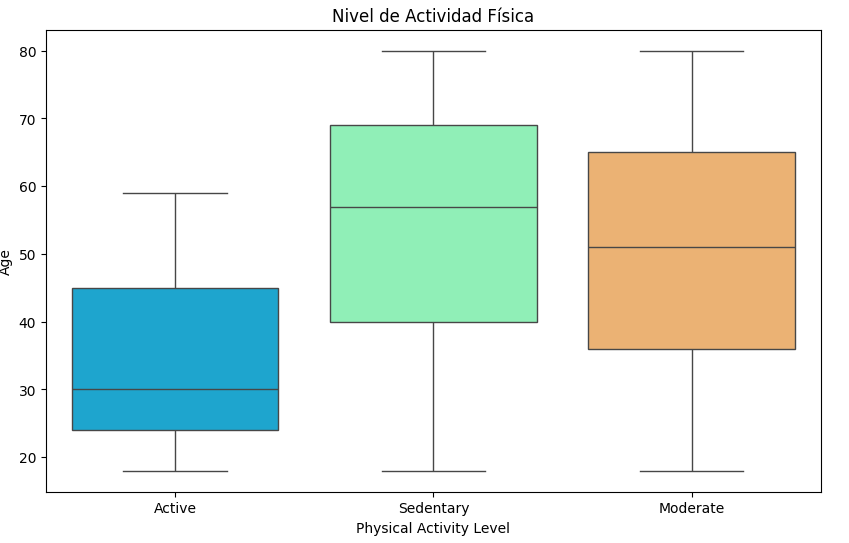 Nivel de Actividad Física
80
70
60
50
40
30
20
Age
Active Sedentary Moderate
Physical Activity Level